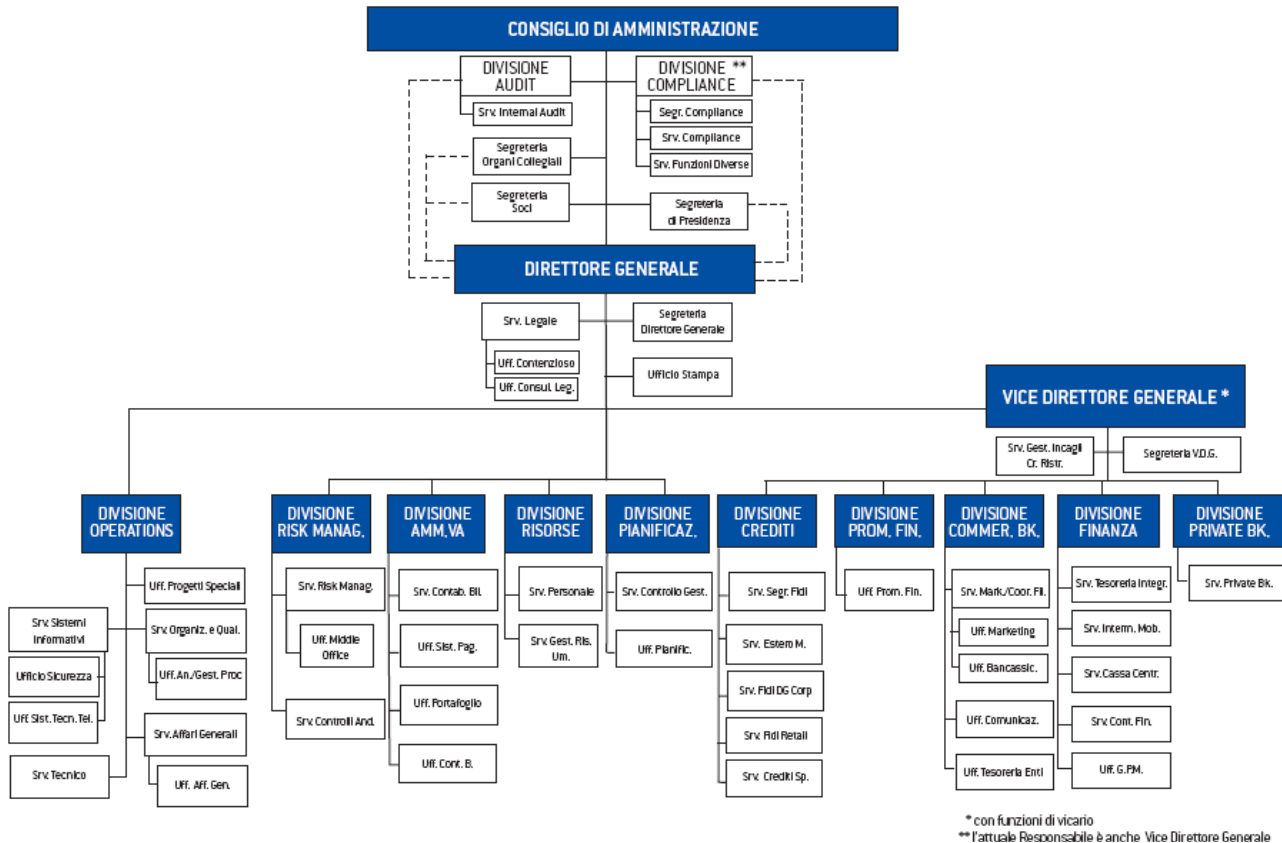 CONSIGLIO DI AMMINISTRAZIONE
DIVISIONE
AUDIT
DIVISIONE **
COMPLIANCE
Srv. Internal Audit
Segr. Compliance
Srv. Compliance
Srv. Funzioni Diverse
Segreteria
Organi Collegiali
Segreteria
Soci
Segreteria
di Presidenza
DIRETTORE GENERALE
Srv. Legale
Segreteria
Direttore Generale
Uff. Contenzioso
Uff. Consul. Leg.
Ufficio Stampa
VICE DIRETTORE GENERALE *
Srv. Gest. Incagli
Cr. Ristr.
Segreteria V.D.G.
DIVISIONE
OPERATIONS
DIVISIONE
RISK MANAG.
DIVISIONE
AMM.VA
DIVISIONE
RISORSE
DIVISIONE
PIANIFICAZ.
DIVISIONE
CREDITI
DIVISIONE
PROM. FIN.
DIVISIONE
COMMER. BK.
DIVISIONE
FINANZA
DIVISIONE
PRIVATE BK.
Uff. Progetti Speciali
Srv. Sistemi
Informativi
Srv. Organiz. e Qual.
Ufficio Sicurezza
Uff.An./Gest. Proc
Uff. Sist.Tecn.Tel.
Srv. Affari Generali
Srv. Tecnico
Uff. Aff. Gen.
Srv. Risk Manag.
Uff. Middle
Office
Srv. Controlli And.
Srv. Contab. Bil.
Uff. Sist. Pag.
Uff. Portafoglio
Uff. Cont. B.
Srv. Personale
Srv. Gest. Ris.
Um.
Srv. Controllo Gest.
Uff. Pianific.
Srv. Segr. Fidi
Srv. Estero M.
Srv. Fidi DG Corp
Srv. Fidi Retail
Srv. Crediti Sp.
Uff. Prom. Fin.
Srv. Mark./Coor. Fil.
Uff. Marketing
Uff. Bancassic.
Uff. Comunicaz.
Uff. Tesoreria Enti
Srv. Tesoreria Integr.
Srv. Interm. Mob.
Srv. Cassa Centr.
Srv. Cont. Fin.
Uff. G.P.M.
Srv. Private Bk.
* con funzioni di vicario
** l'attuale Responsabile è anche Vice Direttore Generale